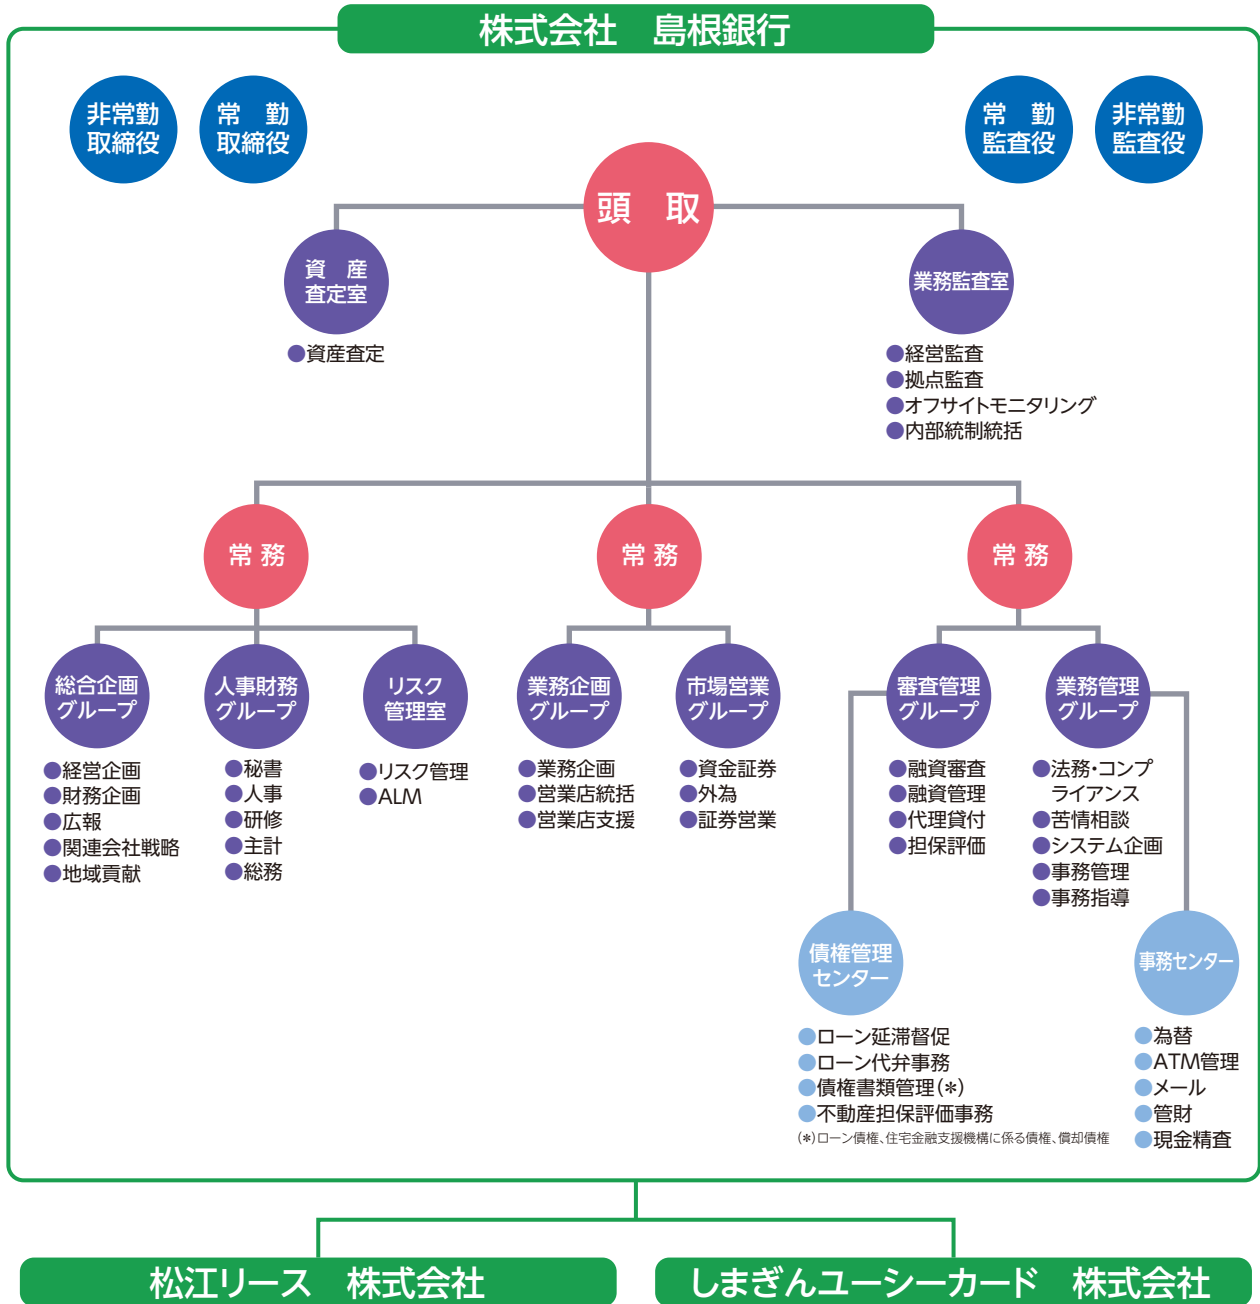 株式会社　島根銀行
非常勤
取締役
常　勤
取締役
常　勤
監査役
非常勤
監査役
頭　取
資　産
査定室
●資産査定
業務監査室
●経営監査
●拠点監査
●オフサイトモニタリング
●内部統制統括
常 務
常 務
常 務
総合企画
グループ
●経営企画
●財務企画
●広報
●関連会社戦略
●地域貢献
人事財務
グループ
●秘書
●人事
●研修
●主計
●総務
リスク
管理室
●リスク管理
●ALM
業務企画
グループ
●業務企画
●営業店統括
●営業店支援
市場営業
グループ
●資金証券
●外為
●証券営業
審査管理
グループ
●融資審査
●融資管理
●代理貸付
●担保評価
業務管理
グループ
●法務・コンプ
ライアンス
●苦情相談
●システム企画
●事務管理
●事務指導
債権管理
センター
●ローン延滞督促
●ローン代弁事務
●債権書類管理(＊)
●不動産担保評価事務
(＊)ローン債権、住宅金融支援機構に係る債権、償却債権
事務センター
●為替
●ATM管理
●メール
●管財
●現金精査
松江リース　株式会社
しまぎんユーシーカード　株式会社